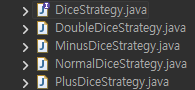 DiceStrategy.java
DoubleDiceStrategy.java
MinusDiceStrategy.java
NormalDiceStrategy.java
PlusDiceStrategy.java